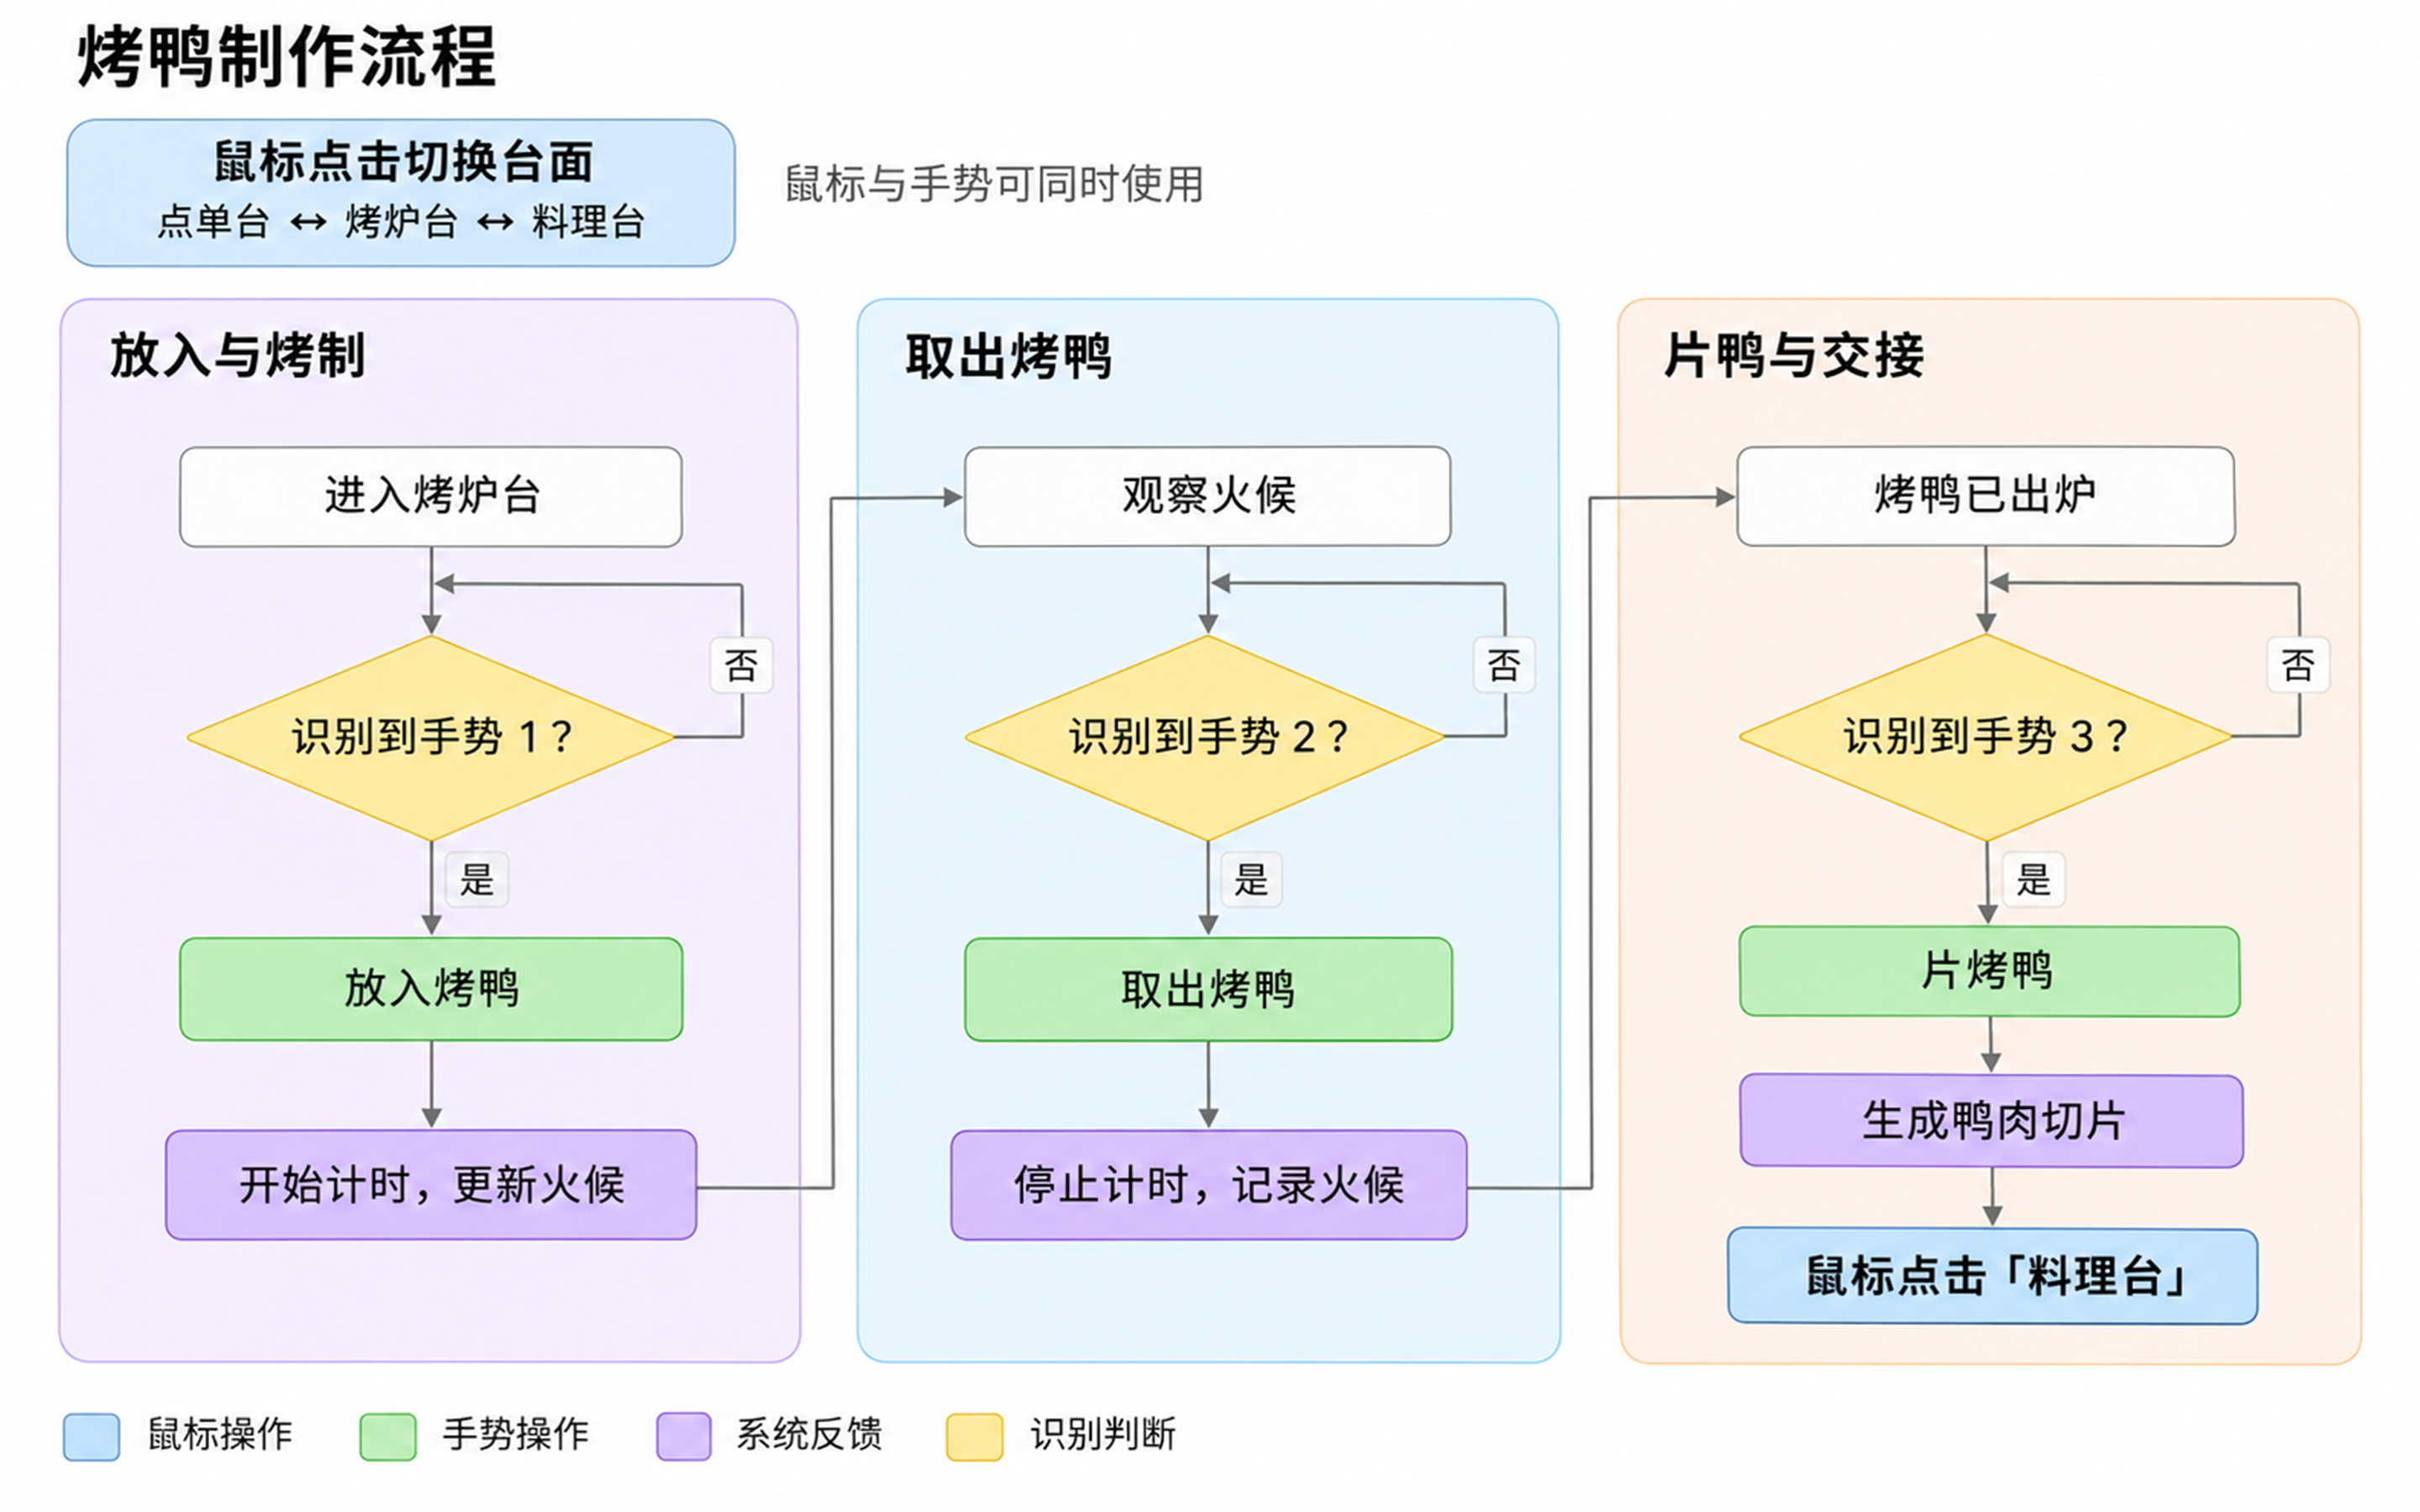 烤鸭制作流程
鼠标点击切换台面
点单台 ↔ 烤炉台 ↔ 料理台
鼠标与手势可同时使用
放入与烤制
进入烤炉台
否
识别到手势 1？
是
放入烤鸭
开始计时，更新火候
取出烤鸭
观察火候
否
识别到手势 2？
是
取出烤鸭
停止计时，记录火候
片鸭与交接
烤鸭已出炉
否
识别到手势 3？
是
片烤鸭
生成鸭肉切片
鼠标点击「料理台」
鼠标操作
手势操作
系统反馈
识别判断